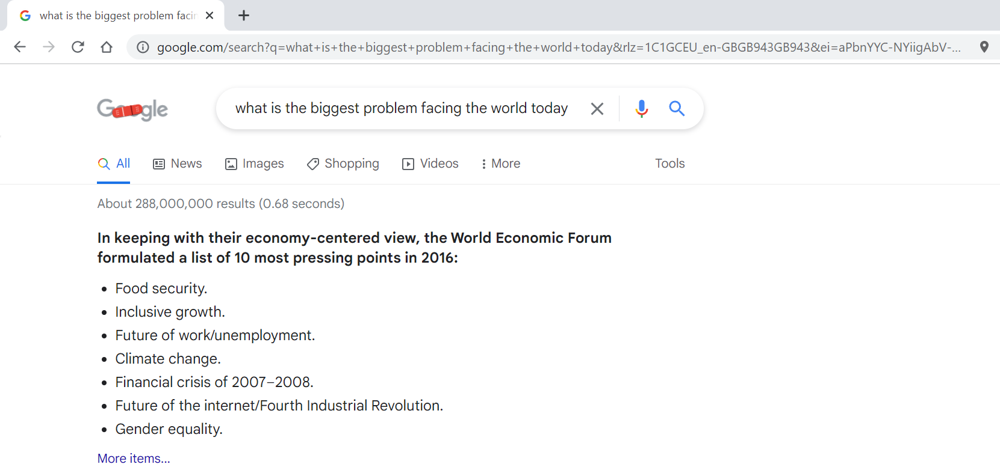 what is the biggest problem facin
google.com/search?q=what+is+the+biggest+problem+facing+the+world+today&rlz=1C1GCEU_en-GBGB943GB943&ei=aPbnYYC-NYiigAbV-...
Google what is the biggest problem facing the world today
All News Images Shopping Videos More Tools
About 288,000,000 results (0.68 seconds)
In keeping with their economy-centered view, the World Economic Forum
formulated a list of 10 most pressing points in 2016:
• Food security.
• Inclusive growth.
• Future of work/unemployment.
• Climate change.
• Financial crisis of 2007–2008.
• Future of the internet/Fourth Industrial Revolution.
• Gender equality.
More items...